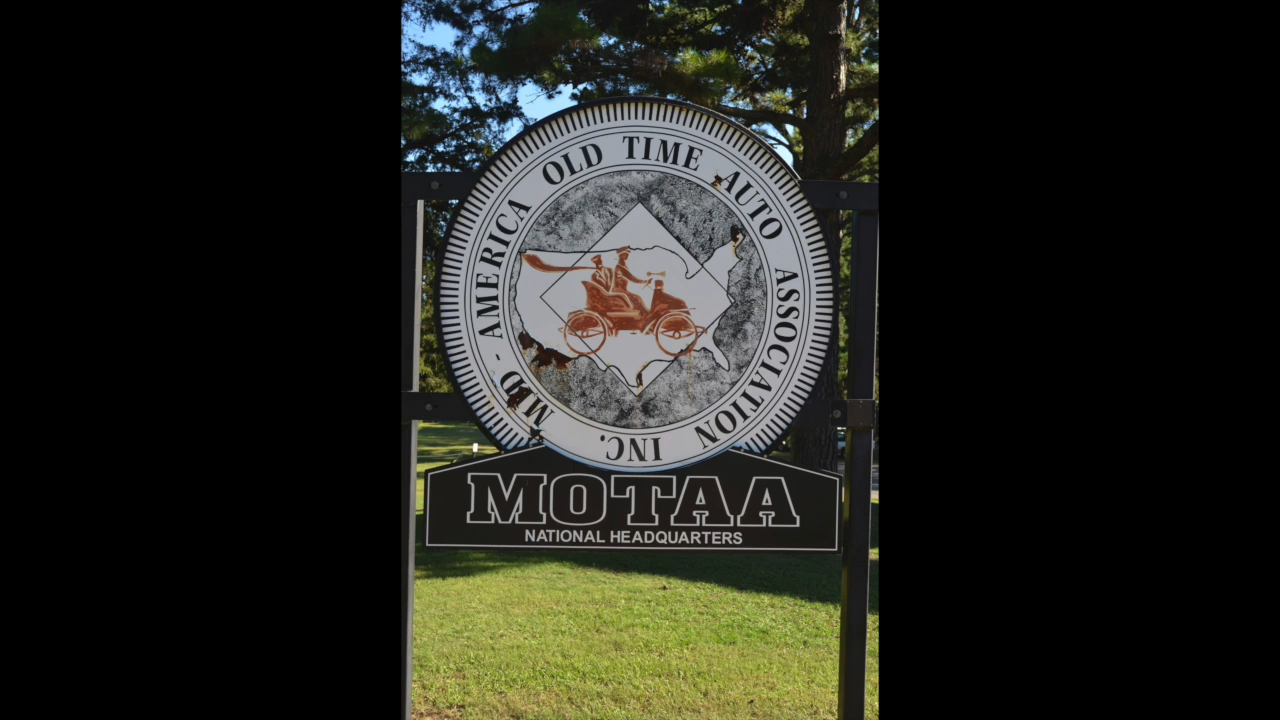 MID - AMERICA OLD TIME AUTO ASSOCIATION INC.
MOTAA
NATIONAL HEADQUARTERS